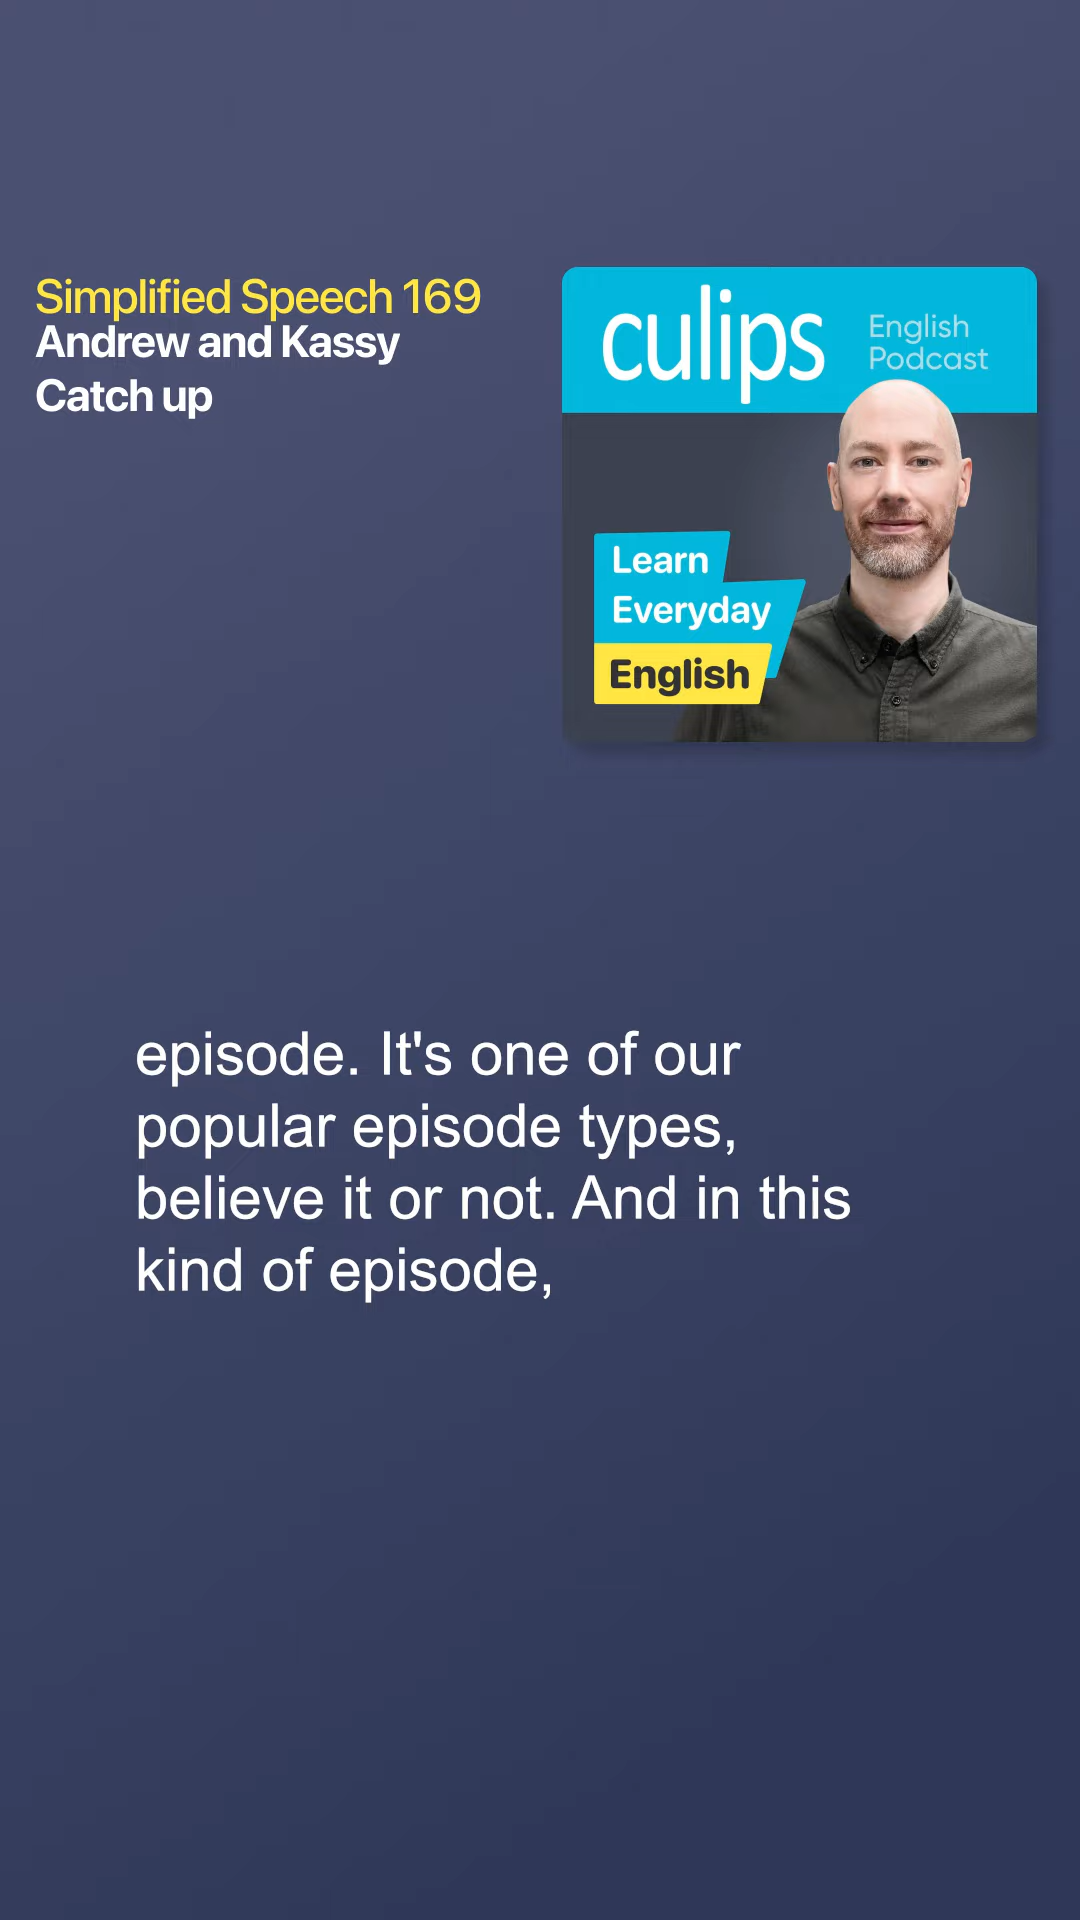 Simplified Speech 169
Andrew and Kassy
Catch up
culips
English
Podcast
Learn
Everyday
English
episode. It's one of our
popular episode types,
believe it or not. And in this
kind of episode,